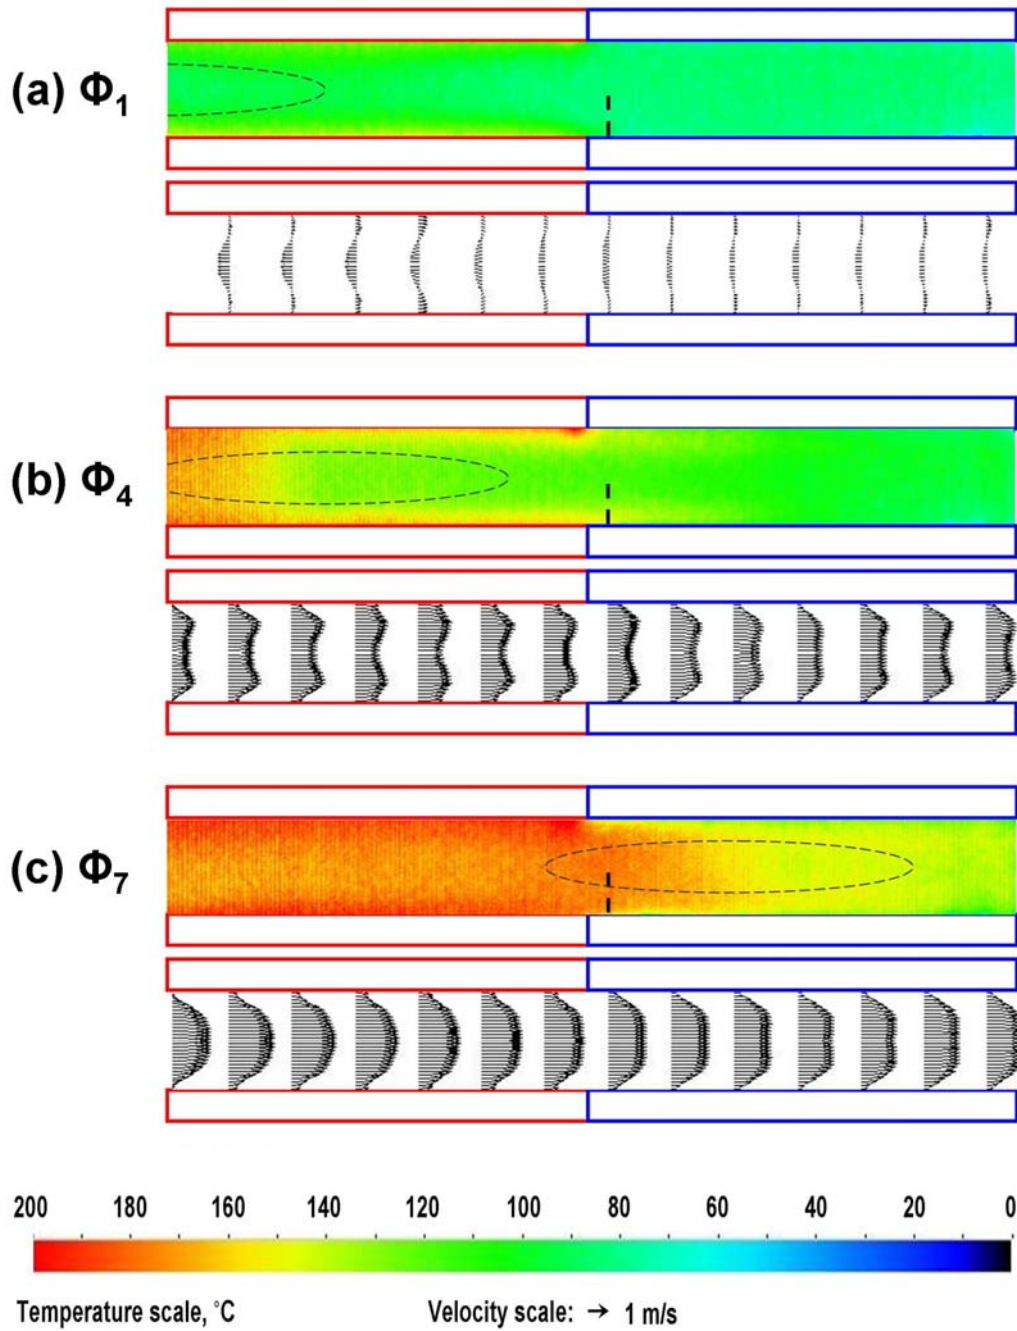 (a) Φ1
(b) Φ4
(c) Φ7
200 180 160 140 120 100 80 60 40 20 0
Temperature scale, °C Velocity scale: → 1 m/s